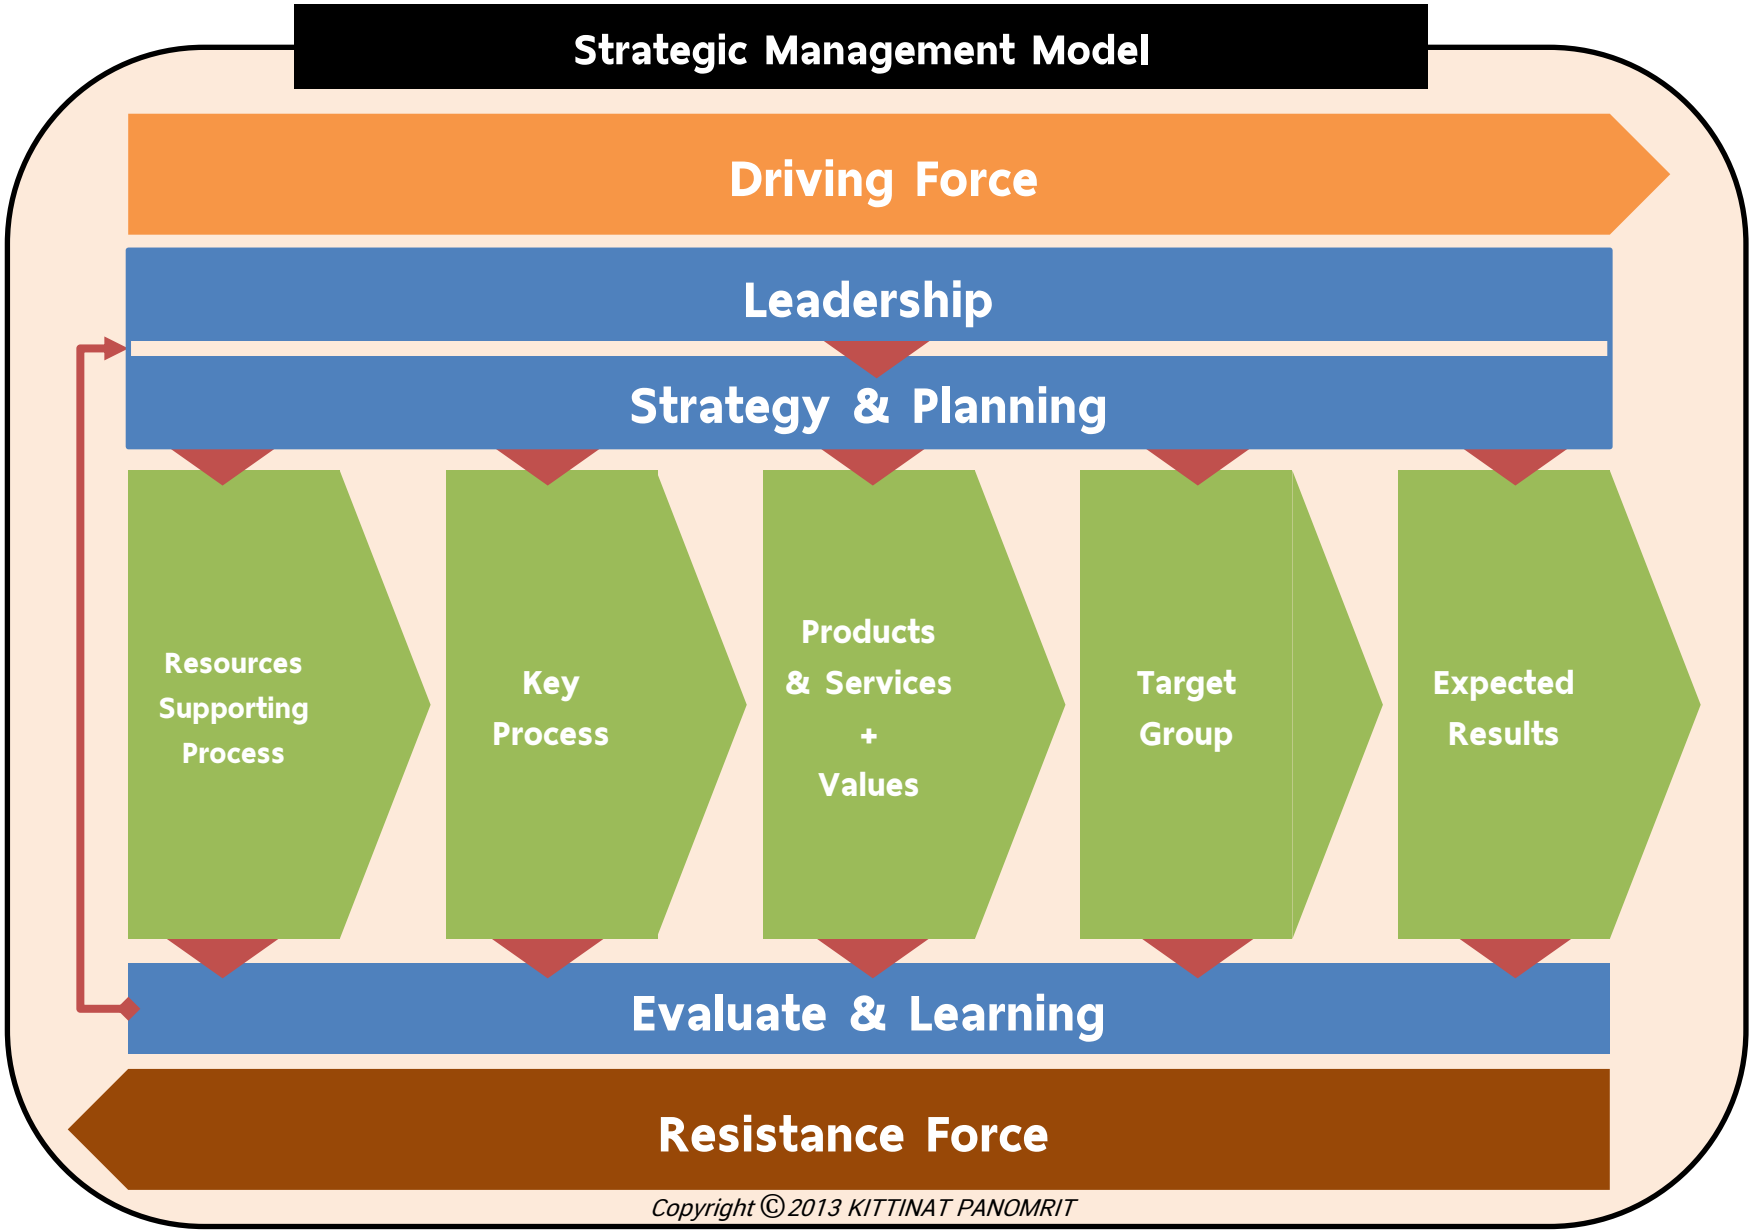 Strategic Management Model
Driving Force
Leadership
Strategy & Planning
Resources
Supporting
Process
Key
Process
Products
& Services
+
Values
Target
Group
Expected
Results
Evaluate & Learning
Resistance Force
Copyright © 2013 KITTINAT PANOMRIT